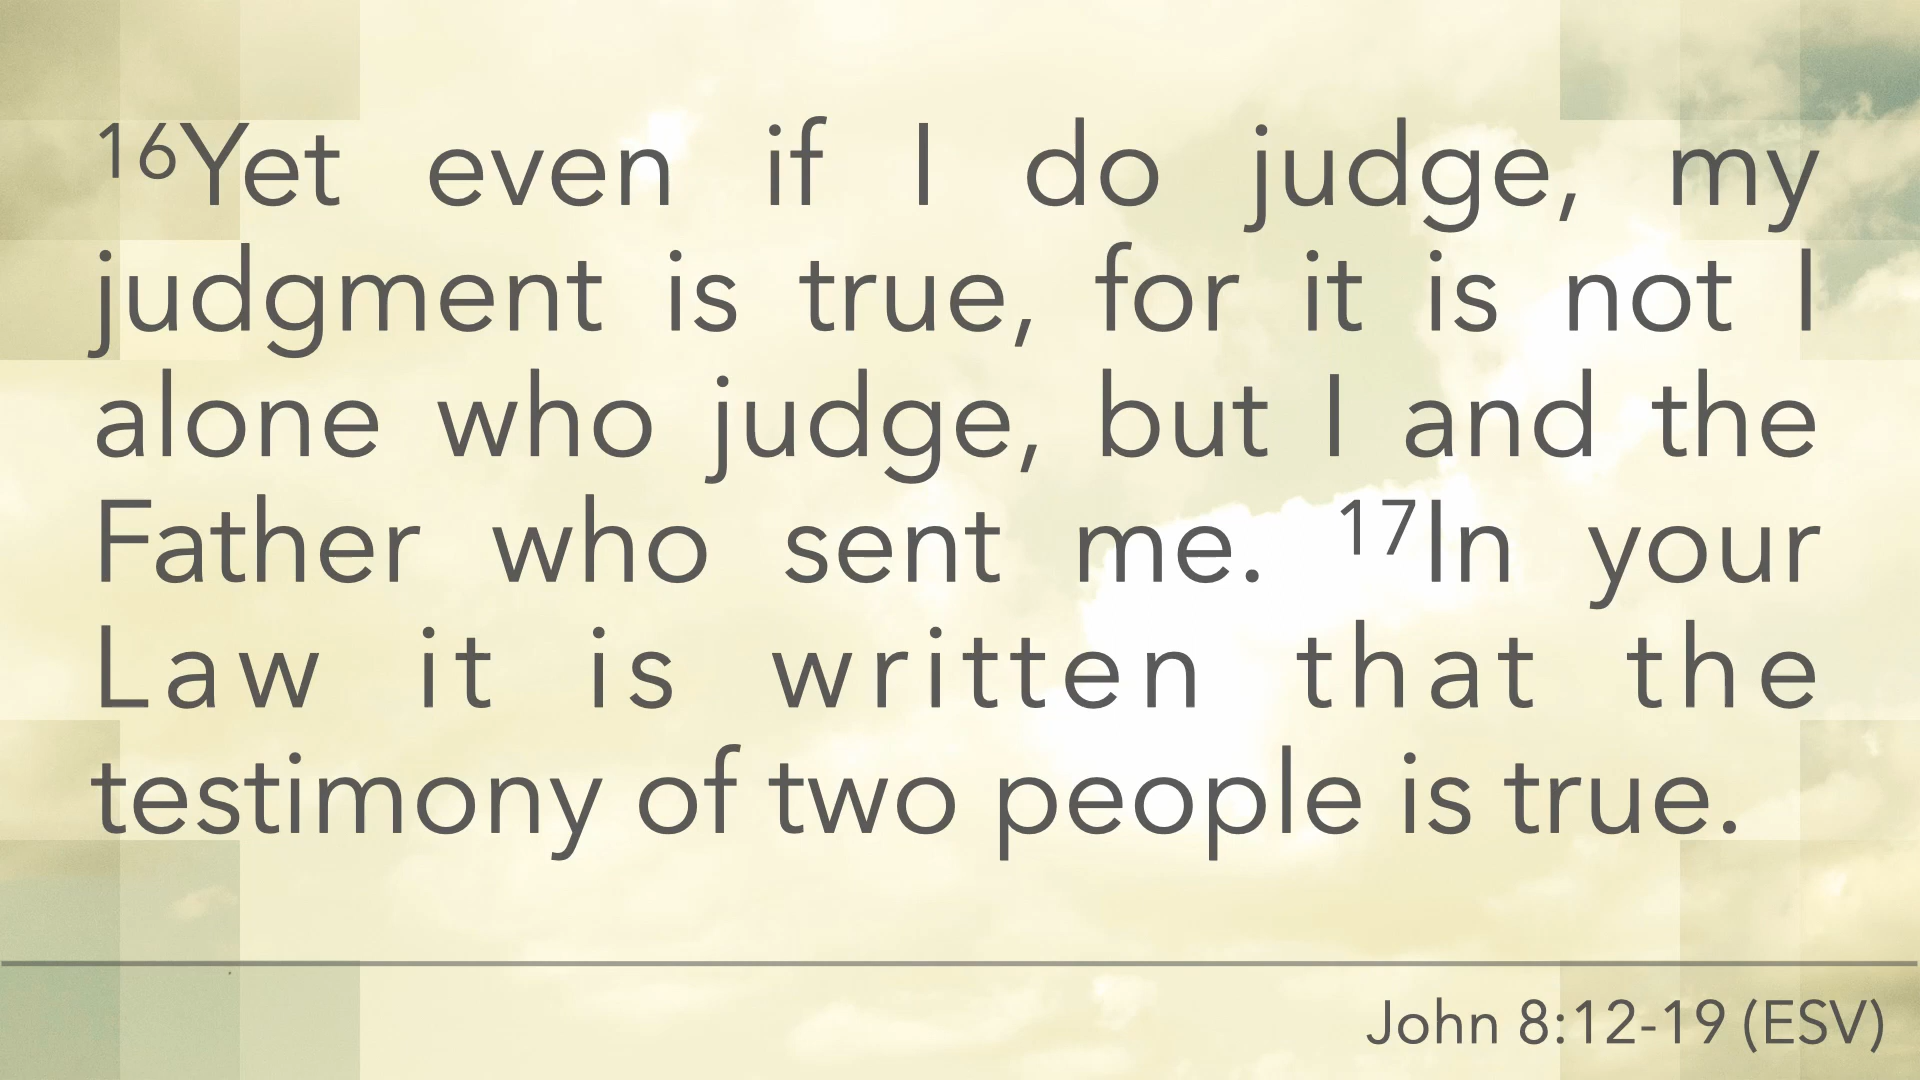 16Yet even if I do judge, my
judgment is true, for it is not I
alone who judge, but I and the
Father who sent me. 17In your
Law it is written that the
testimony of two people is true.
John 8:12-19 (ESV)